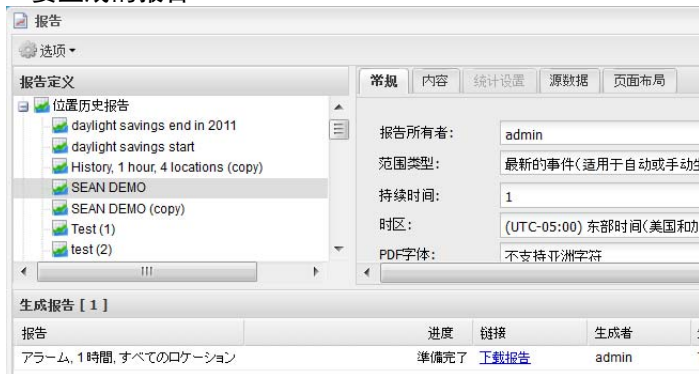 报告
选项
报告定义
常规 内容 统计设置 源数据 页面布局
位置历史报告
daylight savings end in 2011
daylight savings start
History, 1 hour, 4 locations (copy)
SEAN DEMO
SEAN DEMO (copy)
Test (1)
test (2)
报告所有者: admin
范围类型: 最新的事件(适用于自动或手动
持续时间: 1
时区: (UTC-05:00) 东部时间(美国和
PDF字体: 不支持亚洲字符
生成报告 [ 1 ]
报告 进度 链接 生成者
アラーム, 1時間, すべてのロケーション 準備完了 下载报告 admin